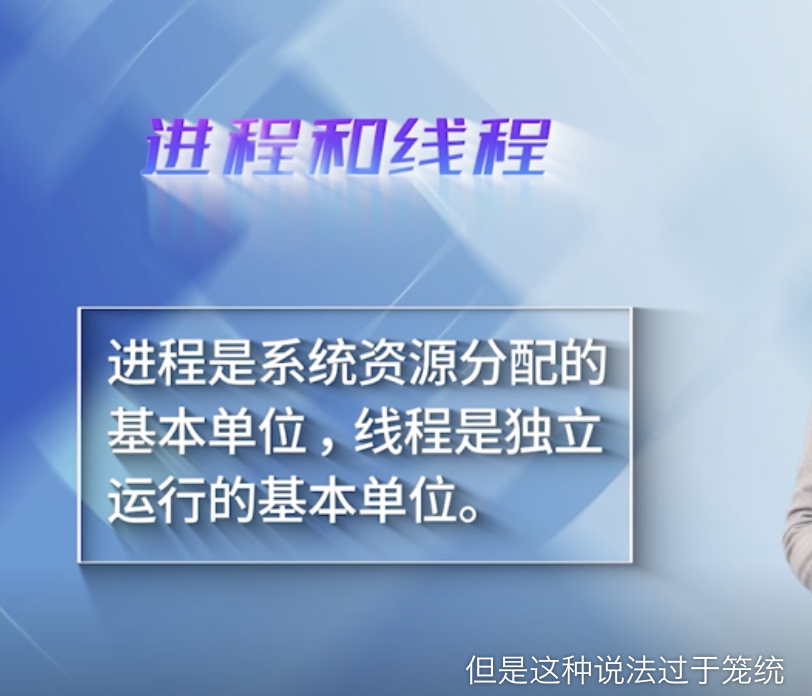 进程和线程
进程是系统资源分配的
基本单位，线程是独立
运行的基本单位。
但是这种说法过于笼统